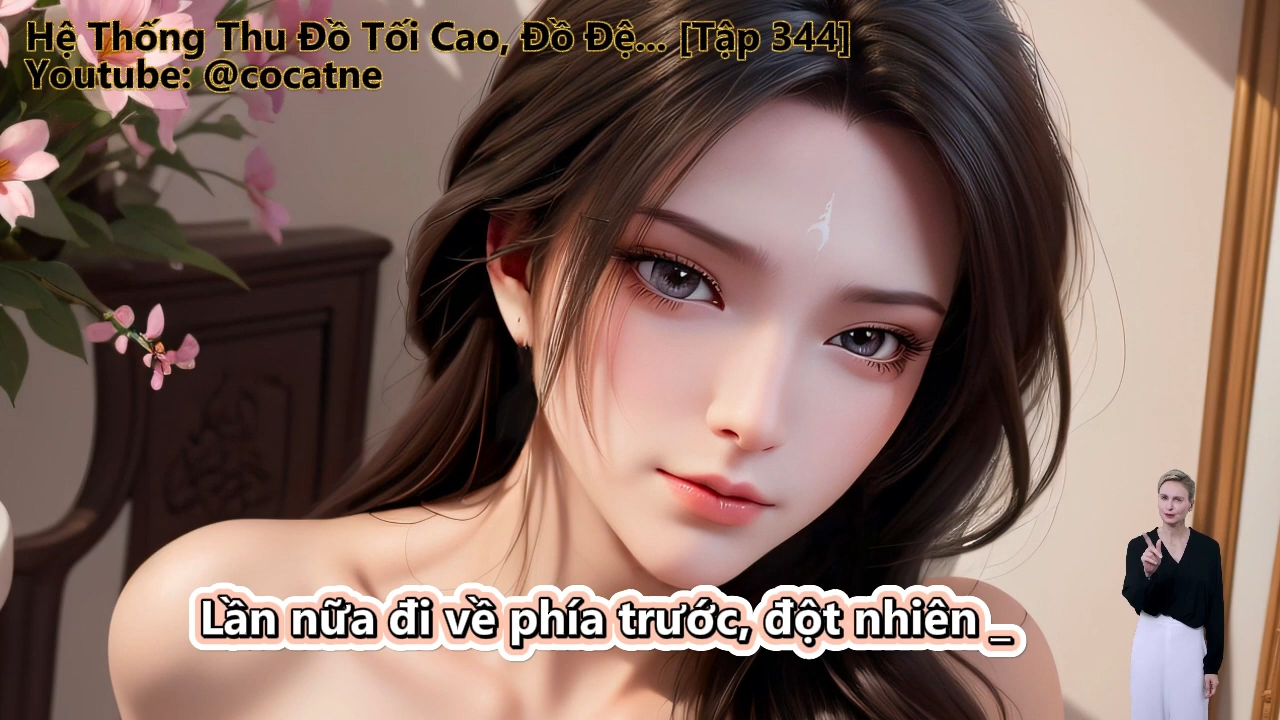 Hệ Thống Thu Đồ Tối Cao, Đồ Đệ... [Tập 344]
Youtube: @cocatne
Lần nữa đi về phía trước, đột nhiên _